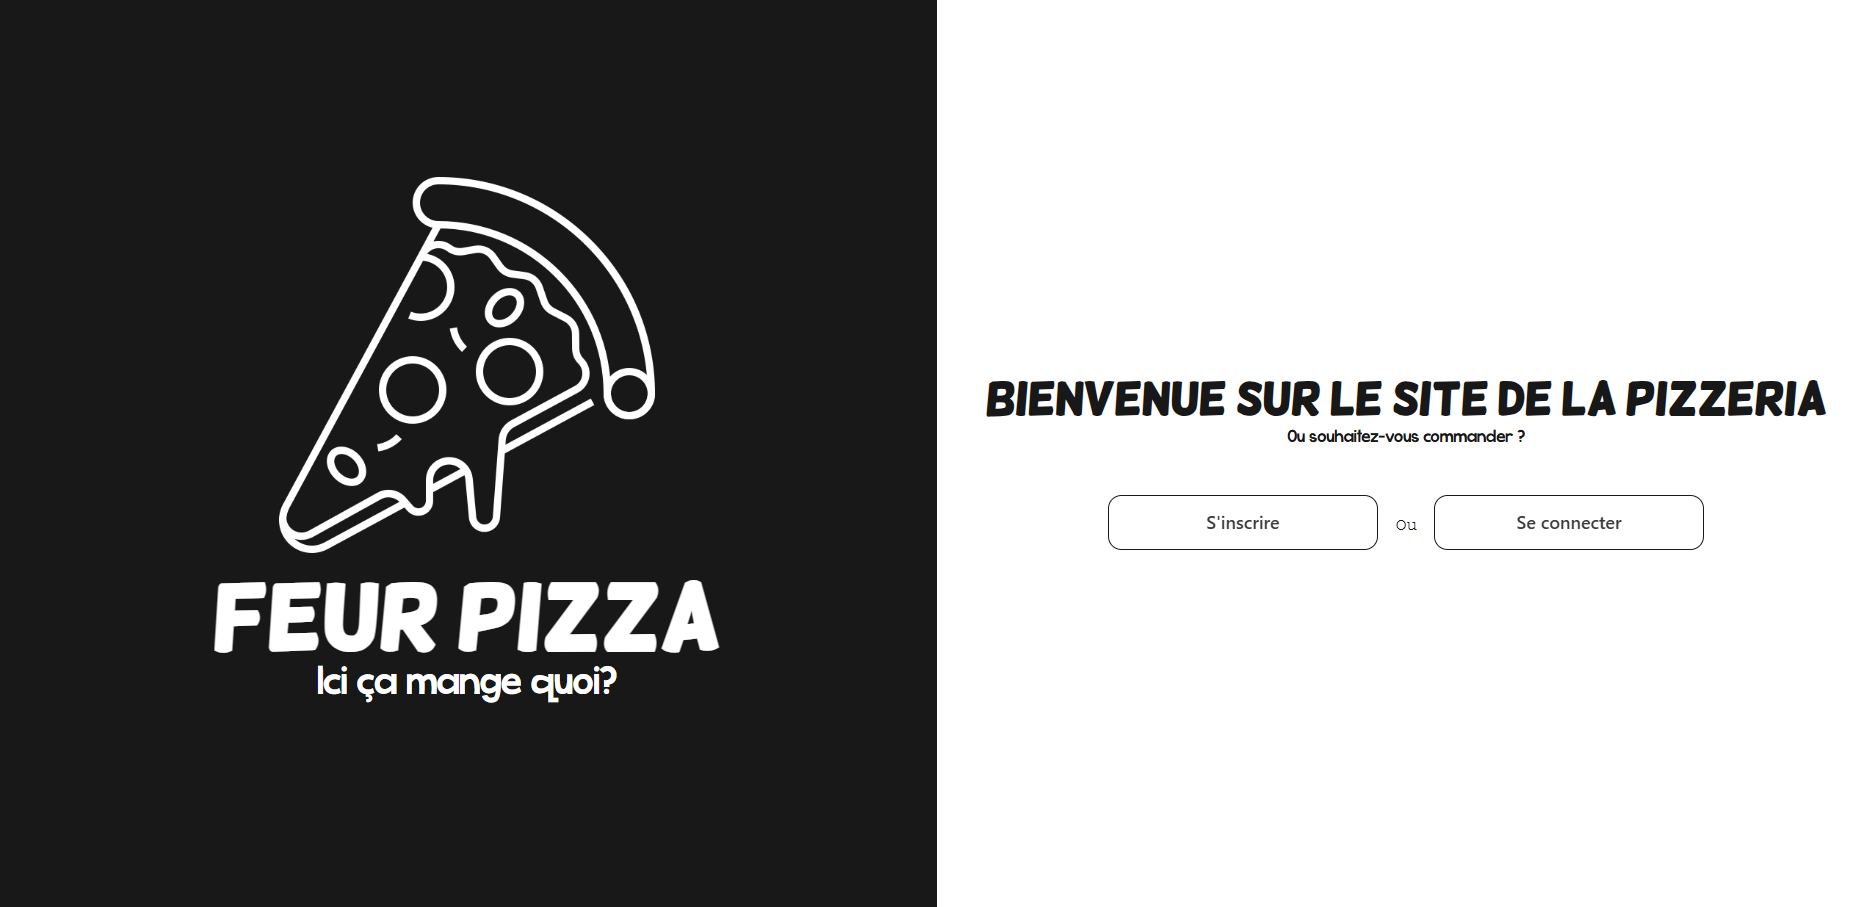 FEUR PIZZA
Ici ça mange quoi?
BIENVENUE SUR LE SITE DE LA PIZZERIA
Ou souhaitez-vous commander ?
S'inscrire ou Se connecter